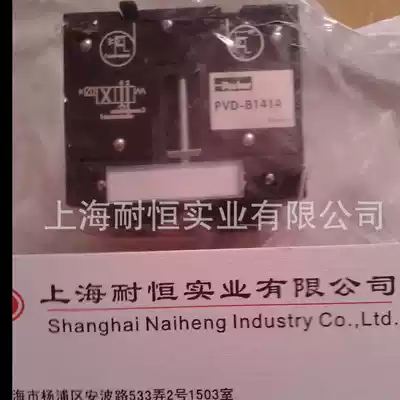 Parker
PVD-B141A
上海耐恒实业有限公司
上海耐恒实业有限公司
Shanghai Naiheng Industry Co.,Ltd.
海市杨浦区安波路533弄2号1503室